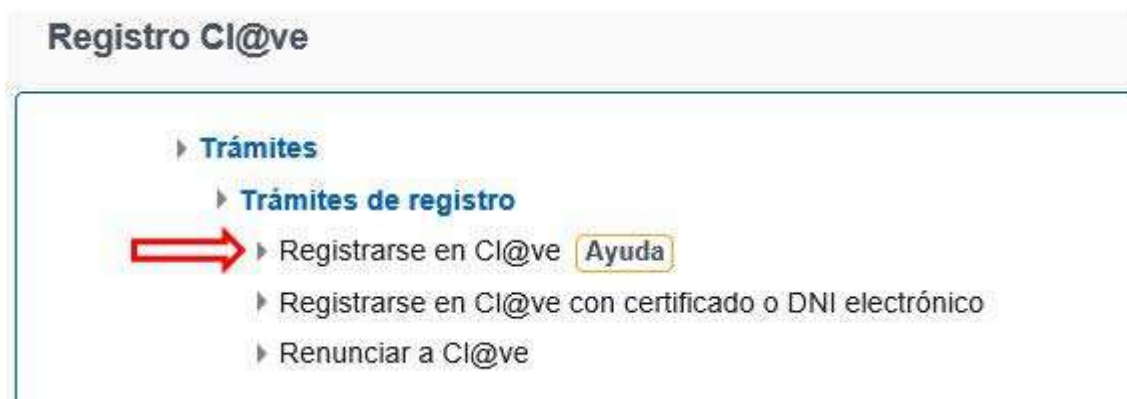 Registro Cl@ve
Trámites
Trámites de registro
Registrarse en Cl@ve Ayuda
Registrarse en Cl@ve con certificado o DNI electrónico
Renunciar a Cl@ve